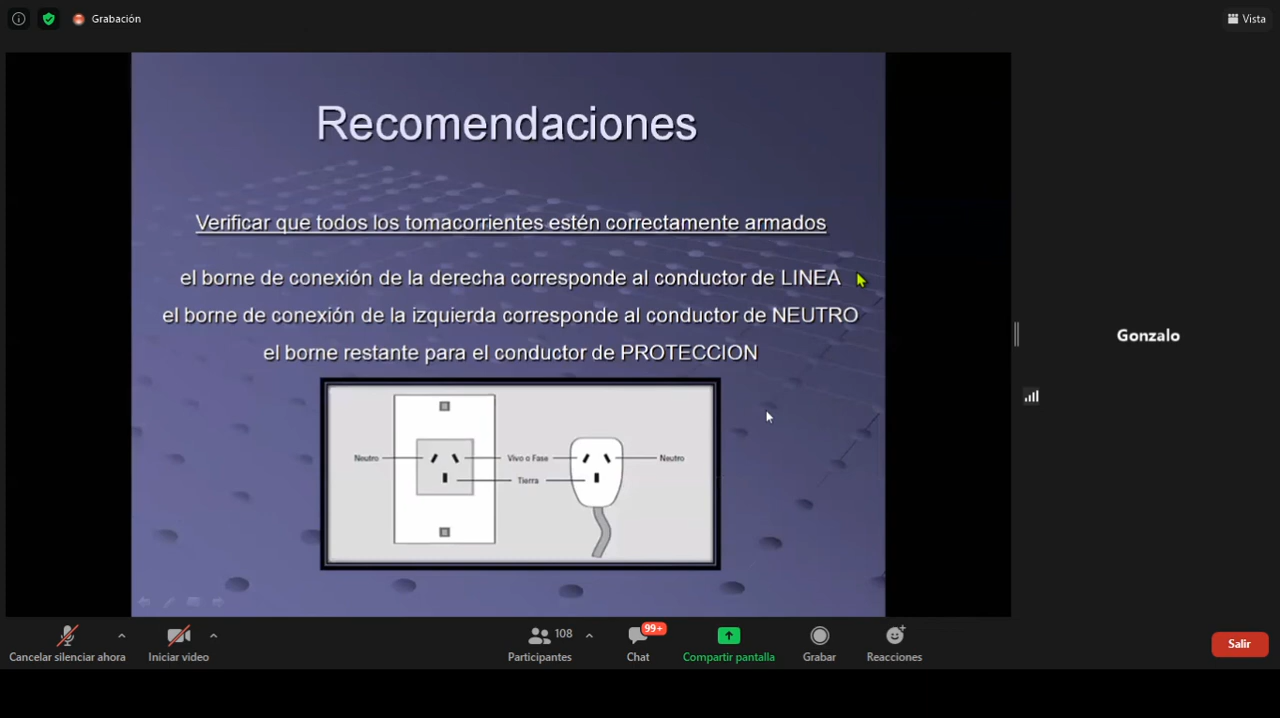 Grabación
Vista
Recomendaciones
Verificar que todos los tomacorrientes estén correctamente armados
el borne de conexión de la derecha corresponde al conductor de LINEA
el borne de conexión de la izquierda corresponde al conductor de NEUTRO
el borne restante para el conductor de PROTECCION
Neutro
Vivo o Fase
Neutro
Tierra
Gonzalo
Cancelar silenciar ahora
Iniciar video
108
Participantes
99+
Chat
Compartir pantalla
Grabar
Reacciones
Salir